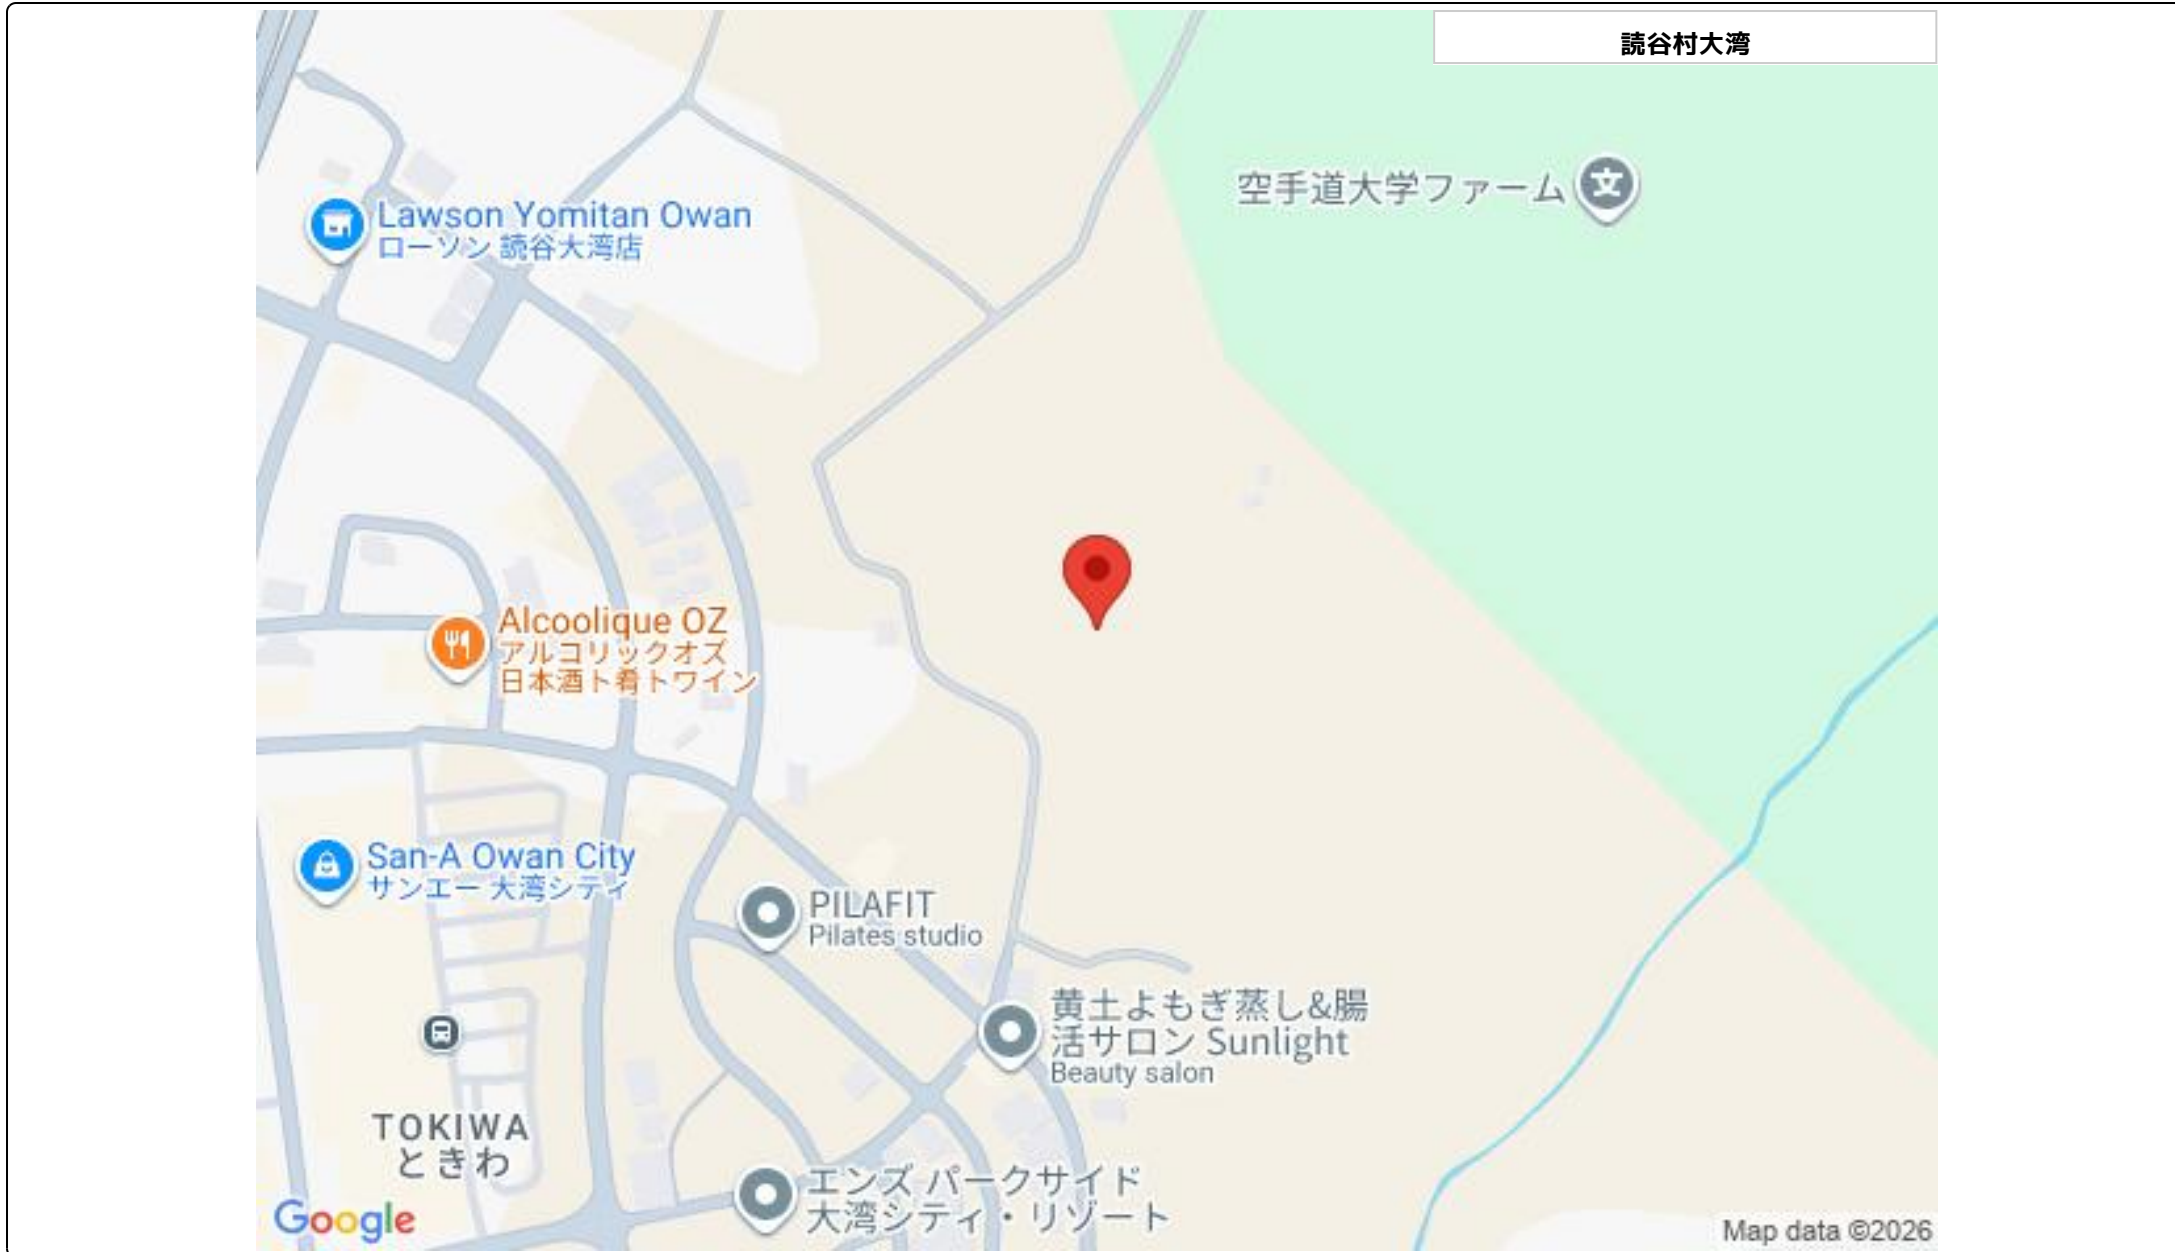 読谷村大湾
空手道大学ファーム
Lawson Yomitan Owan
ローソン 読谷大湾店
Alcoolique OZ
アルコリックオズ
日本酒ト肴トワイン
San-A Owan City
サンエー 大湾シティ
PILAFIT
Pilates studio
黄土よもぎ蒸し&腸
活サロン Sunlight
Beauty salon
TOKIWA
ときわ
エンズ パークサイド
大湾シティ・リゾート
Google
Map data ©2026